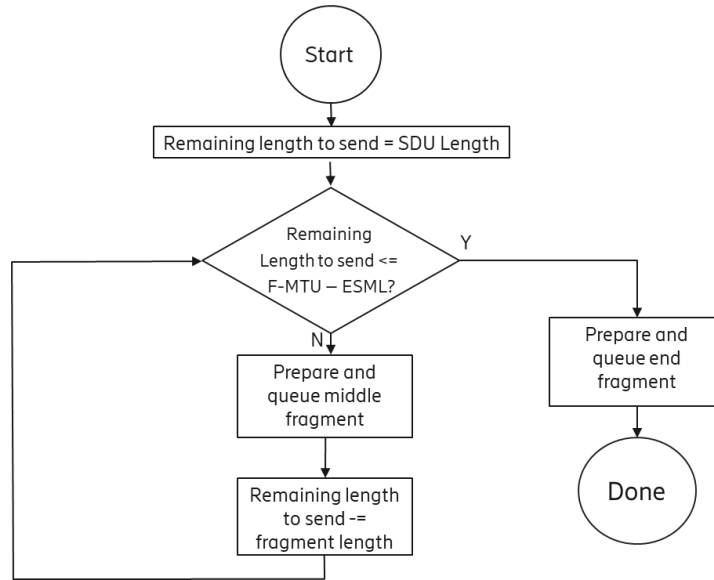 Start
Remaining length to send = SDU Length
Remaining
Length to send <=
F-MTU – ESML?
Y
N
Prepare and
queue middle
fragment
Prepare and
queue end
fragment
Remaining length
to send -=
fragment length
Done